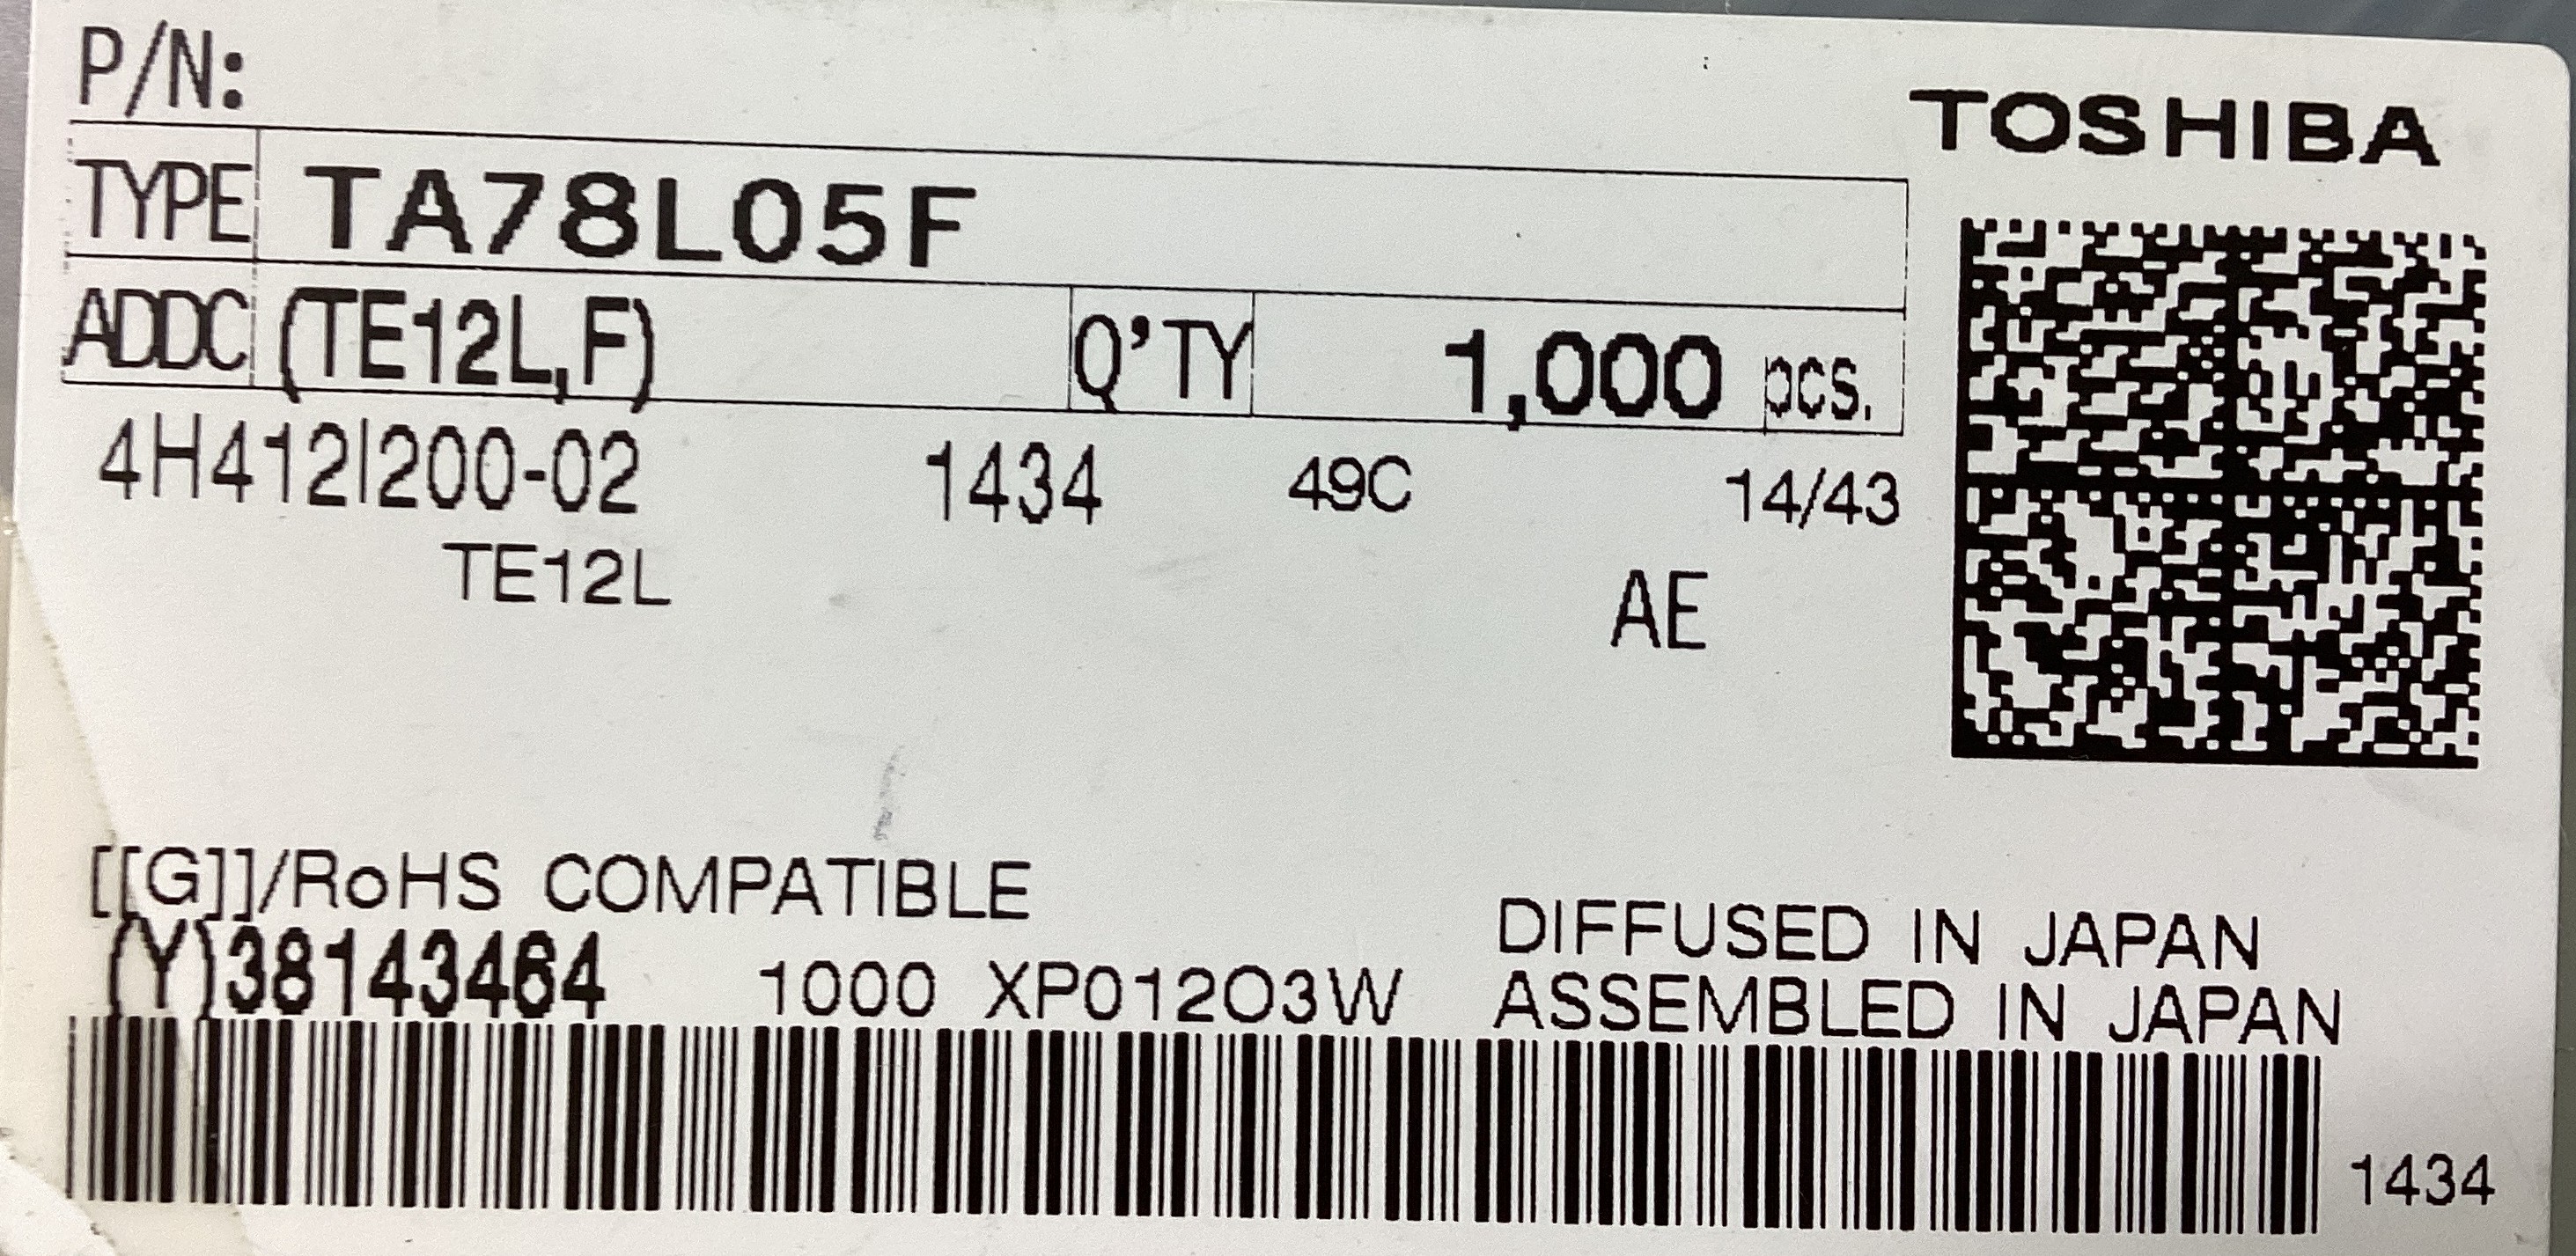 P/N:
TOSHIBA
TYPE TA78L05F
ADDC (TE12L,F) Q'TY 1,000 pcs.
4H412I200-02 1434 49C 14/43
TE12L
AE
[[G]]/RoHS COMPATIBLE
DIFFUSED IN JAPAN
(Y)38143464 1000 XP012O3W ASSEMBLED IN JAPAN
1434